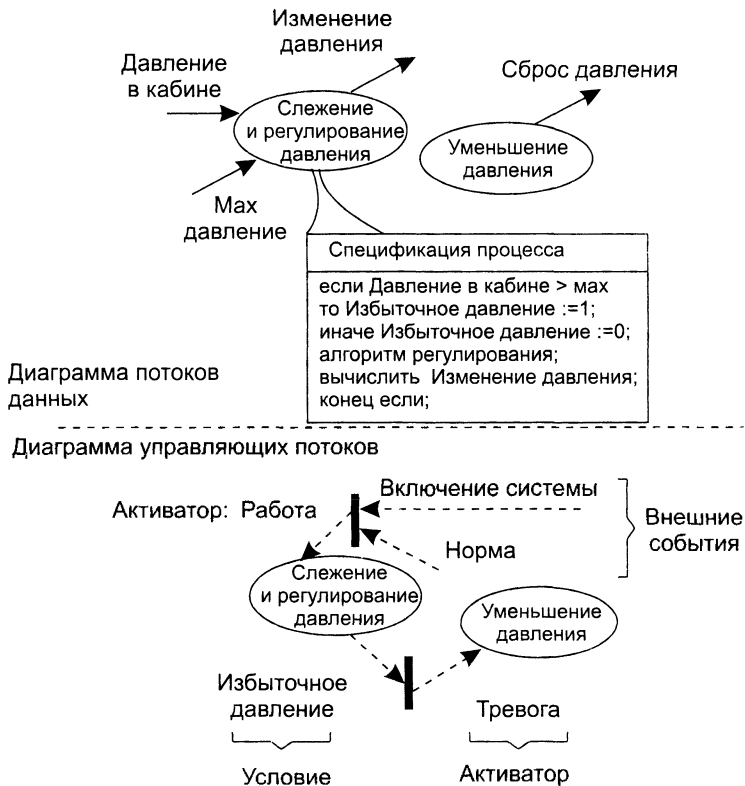 Изменение
давления
Давление
в кабине
Сброс давления
Слежение
и регулирование
давления
Уменьшение
давления
Max
давление
Спецификация процесса
если Давление в кабине > мах
то Избыточное давление :=1;
иначе Избыточное давление :=0;
алгоритм регулирования;
вычислить Изменение давления;
конец если;
Диаграмма потоков
данных
Диаграмма управляющих потоков
Включение системы
Активатор: Работа
Внешние
события
Норма
Слежение
и регулирование
давления
Уменьшение
давления
Избыточное
давление
Тревога
Условие
Активатор